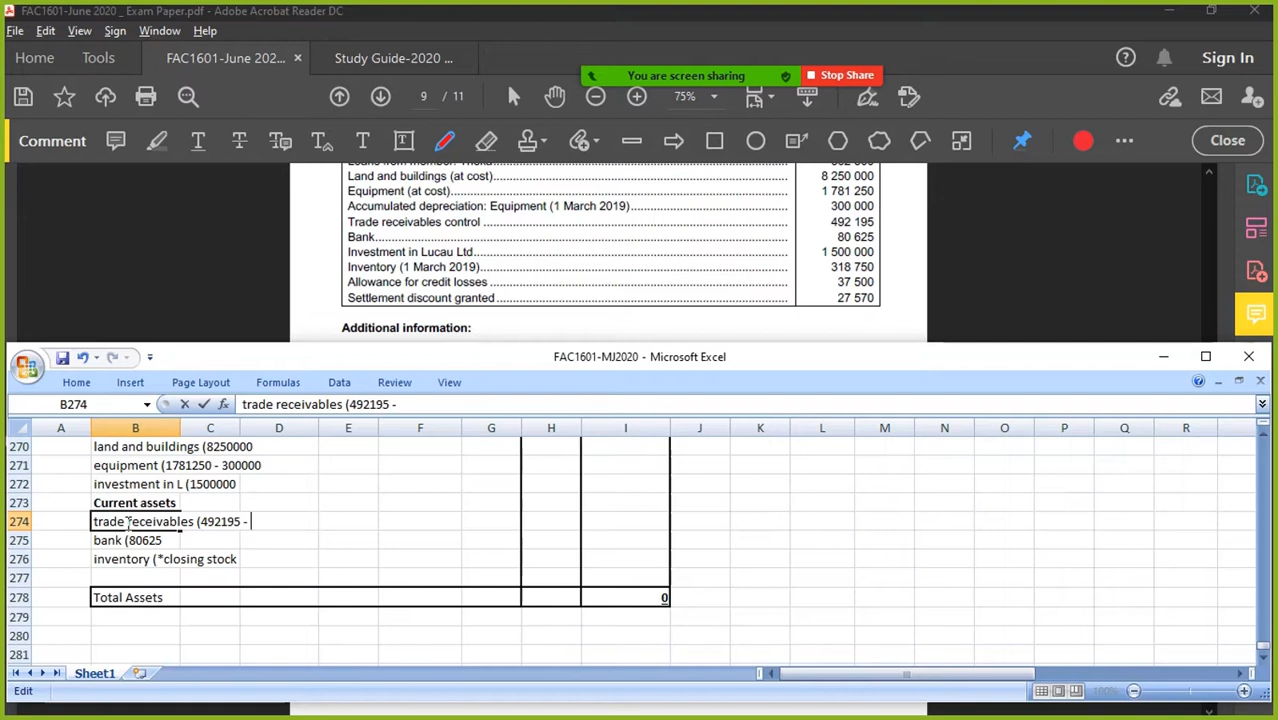 FAC1601-June 2020 _ Exam Paper.pdf - Adobe Acrobat Reader DC
File Edit View Sign Window Help
Home Tools FAC1601-June 202... × Study Guide-2020 ... Sign In
You are screen sharing Stop Share
9 / 11 75%
Comment Close
Land and buildings (at cost) 8 250 000
Equipment (at cost) 1 781 250
Accumulated depreciation: Equipment (1 March 2019) 300 000
Trade receivables control 492 195
Bank 80 625
Investment in Lucau Ltd 1 500 000
Inventory (1 March 2019) 318 750
Allowance for credit losses 37 500
Settlement discount granted 27 570
Additional information:
FAC1601-MJ2020 - Microsoft Excel
Home Insert Page Layout Formulas Data Review View
B274 fx trade receivables (492195 -
A B C D E F G H I J K L M N O P Q R
270 land and buildings (8250000
271 equipment (1781250 - 300000
272 investment in L (1500000
273 Current assets
274 trade receivables (492195 -
275 bank (80625
276 inventory (*closing stock
277
278 Total Assets 0
279
280
281
Sheet1
Edit 100%